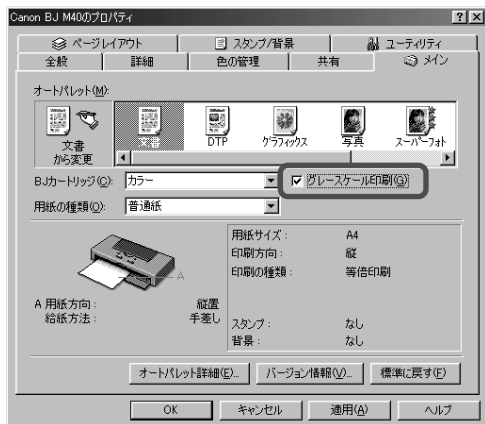 Canon BJ M40のプロパティ
ページレイアウト スタンプ/背景 ユーティリティ
全般 詳細 色の管理 共有 メイン
オートパレット(M):
文書 DTP グラフィックス 写真 スーパーフォト
文書
から変更
BJカートリッジ(C): カラー グレースケール印刷(G)
用紙の種類(O): 普通紙
用紙サイズ: A4
印刷方向: 縦
印刷の種類: 等倍印刷
A
A 用紙方向: 縦置
給紙方法: 手差し
スタンプ: なし
背景: なし
オートパレット詳細(E)... バージョン情報(V)... 標準に戻す(F)
OK キャンセル 適用(A) ヘルプ